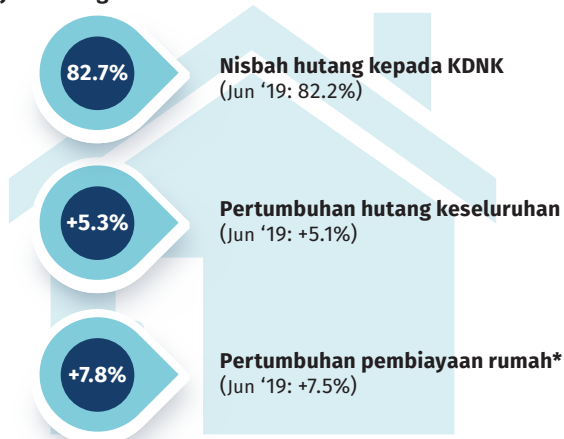 82.7%
Nisbah hutang kepada KDNK
(Jun ‘19: 82.2%)
+5.3%
Pertumbuhan hutang keseluruhan
(Jun ‘19: +5.1%)
+7.8%
Pertumbuhan pembiayaan rumah*
(Jun ‘19: +7.5%)